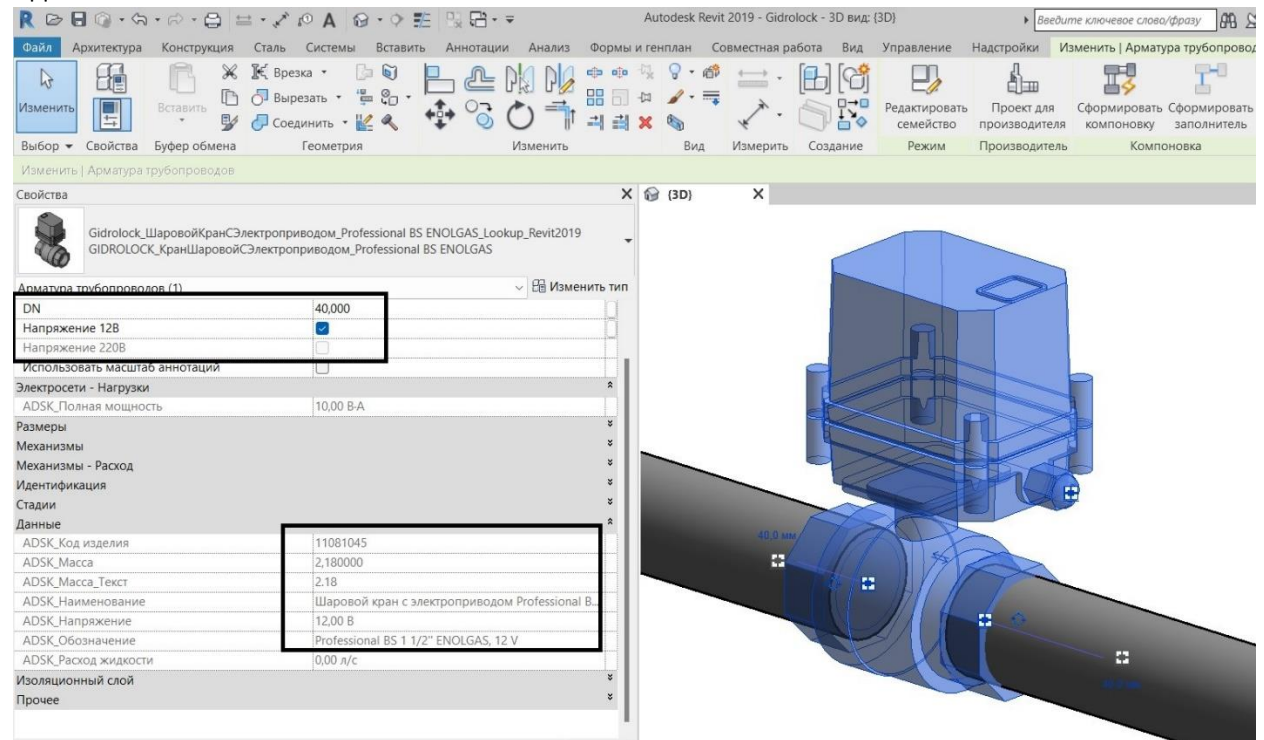 Autodesk Revit 2019 - Gidrolock - 3D вид: {3D}
Введите ключевое слово/фразу
Файл Архитектура Конструкция Сталь Системы Вставить Аннотации Анализ Формы и генплан Совместная работа Вид Управление Надстройки Изменить | Арматура трубопровод
Врезка
Вырезать
Соединить
Изменить
Вставить
Редактировать семейство
Проект для производителя
Сформировать компоновку
Сформировать заполнитель
Выбор Свойства Буфер обмена Геометрия Изменить Вид Измерить Создание Режим Производитель Компоновка
Изменить | Арматура трубопроводов
Свойства
{3D}
Gidrolock_ШаровойКранСЭлектроприводом_Professional BS ENOLGAS_Lookup_Revit2019
GIDROLOCK_КранШаровойСЭлектроприводом_Professional BS ENOLGAS
Арматура трубопроводов (1) Изменить тип
DN 40,000
Напряжение 12В
Напряжение 220В
Использовать масштаб аннотаций
Электросети - Нагрузки
ADSK_Полная мощность 10,00 В·А
Размеры
Механизмы
Механизмы - Расход
Идентификация
Стадии
Данные
ADSK_Код изделия 11081045
ADSK_Масса 2,180000
ADSK_Масса_Текст 2.18
ADSK_Наименование Шаровой кран с электроприводом Professional B...
ADSK_Напряжение 12,00 В
ADSK_Обозначение Professional BS 1 1/2" ENOLGAS, 12 V
ADSK_Расход жидкости 0,00 л/с
Изоляционный слой
Прочее
40,0 мм